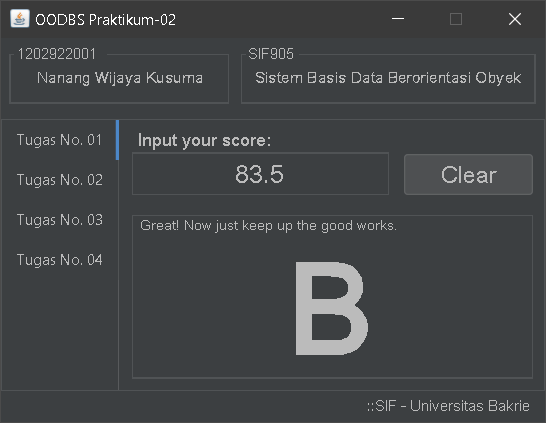 OODBS Praktikum-02
1202922001
Nanang Wijaya Kusuma
SIF905
Sistem Basis Data Berorientasi Obyek
Tugas No. 01
Tugas No. 02
Tugas No. 03
Tugas No. 04
Input your score:
83.5
Clear
Great! Now just keep up the good works.
B
::SIF - Universitas Bakrie